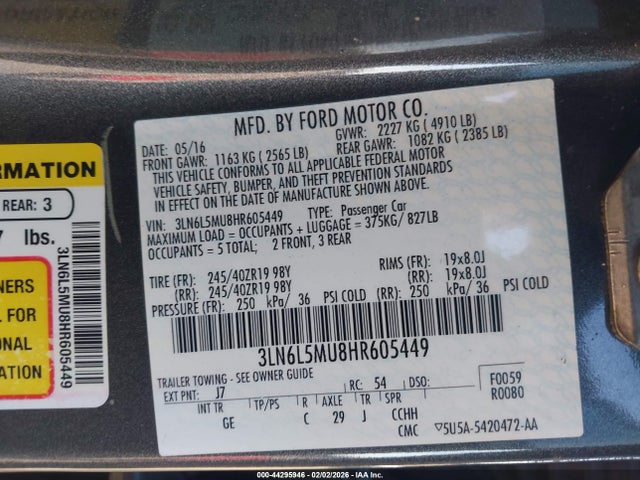 MFD. BY FORD MOTOR CO.
DATE: 05/16 GVWR: 2227 KG ( 4910 LB)
FRONT GAWR: 1163 KG ( 2565 LB) REAR GAWR: 1082 KG ( 2385 LB)
THIS VEHICLE CONFORMS TO ALL APPLICABLE FEDERAL MOTOR
VEHICLE SAFETY, BUMPER, AND THEFT PREVENTION STANDARDS
IN EFFECT ON THE DATE OF MANUFACTURE SHOWN ABOVE.
VIN: 3LN6L5MU8HR605449 TYPE: Passenger Car
MAXIMUM LOAD = OCCUPANTS + LUGGAGE = 375KG/ 827LB
OCCUPANTS = 5 TOTAL; 2 FRONT, 3 REAR
TIRE (FR): 245/40ZR19 98Y RIMS (FR): 19x8.0J
(RR): 245/40ZR19 98Y (RR): 19x8.0J
PRESSURE (FR): 250 kPa/ 36 PSI COLD (RR): 250 kPa/ 36 PSI COLD
3LN6L5MU8HR605449
TRAILER TOWING - SEE OWNER GUIDE
EXT PNT: J7 RC: 54 DSO: F0059
R0080
INT TR TP/PS R AXLE TR SPR
GE C 29 J CCHH
CMC ▽5U5A-5420472-AA
ORMATION
REAR: 3
7 lbs.
NERS
L FOR
ONAL
ATION
3LN6L5MU8HR605449
000-44295946 - 02/02/2026 - IAA Inc.